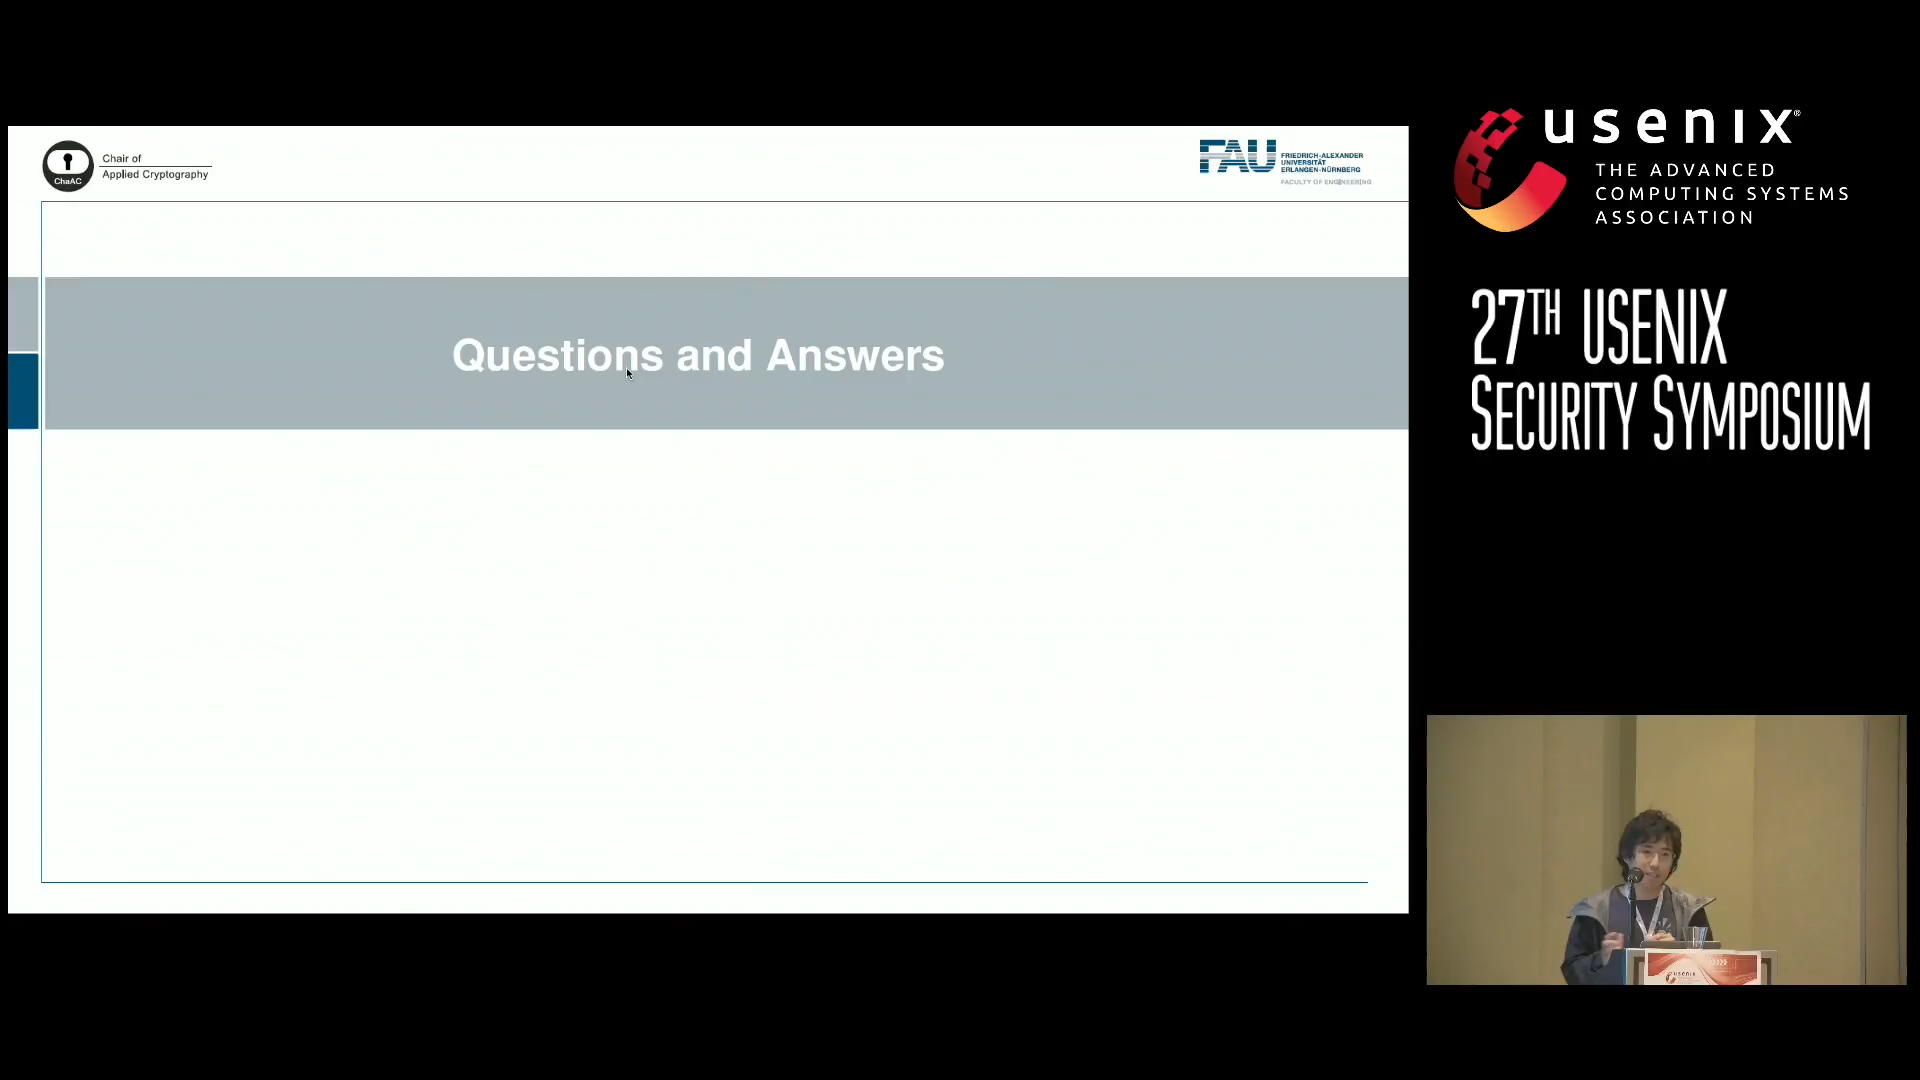 ChaAC
Chair of
Applied Cryptography
FAU
FRIEDRICH-ALEXANDER
UNIVERSITÄT
ERLANGEN-NÜRNBERG
FACULTY OF ENGINEERING
Questions and Answers
usenix®
THE ADVANCED
COMPUTING SYSTEMS
ASSOCIATION
27TH USENIX
SECURITY SYMPOSIUM
usenix